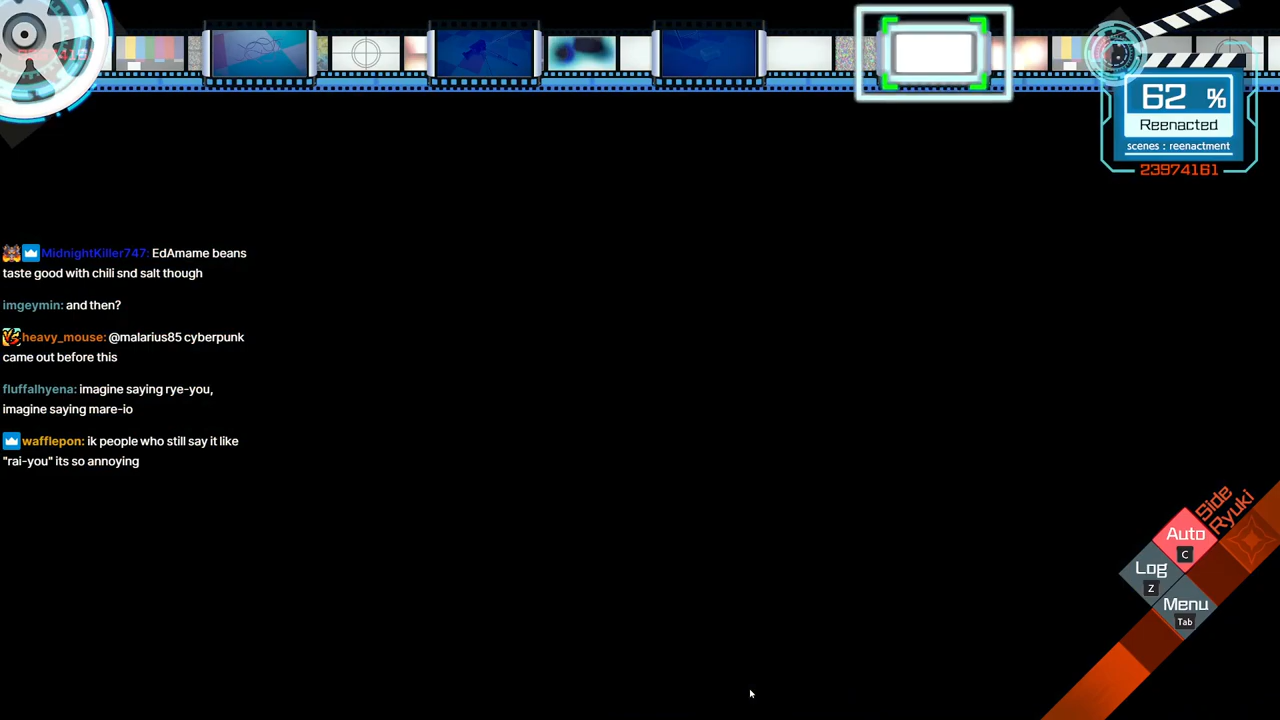 62 %
Reenacted
scenes : reenactment
23974161
MidnightKiller747: EdAmame beans
taste good with chili snd salt though
imgeymin: and then?
heavy_mouse: @malarius85 cyberpunk
came out before this
fluffalhyena: imagine saying rye-you,
imagine saying mare-io
wafflepon: ik people who still say it like
"rai-you" its so annoying
Side
Ryuki
Auto
C
Log
Z
Menu
Tab